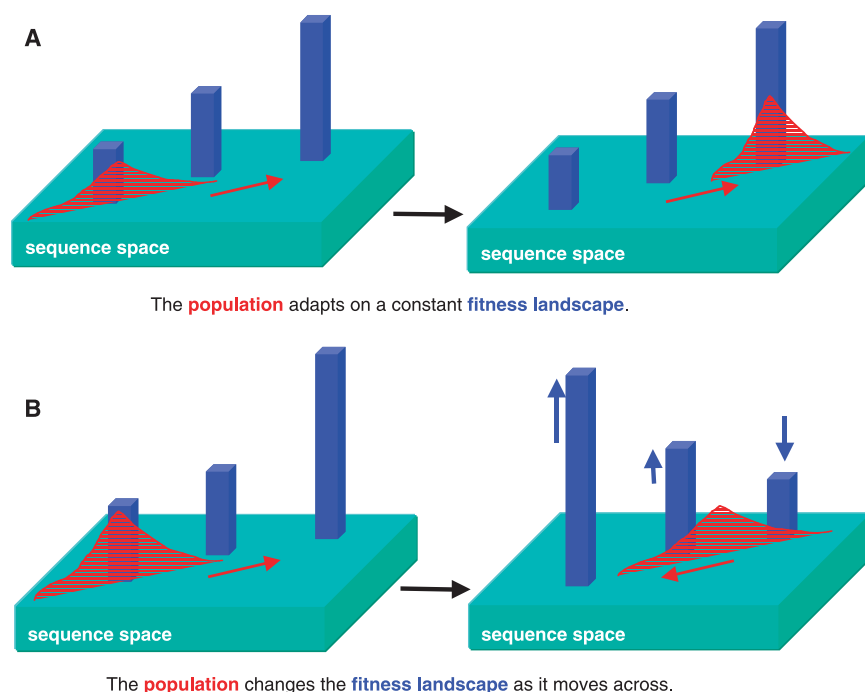 A
sequence space
sequence space
The population adapts on a constant fitness landscape.
B
sequence space
sequence space
The population changes the fitness landscape as it moves across.